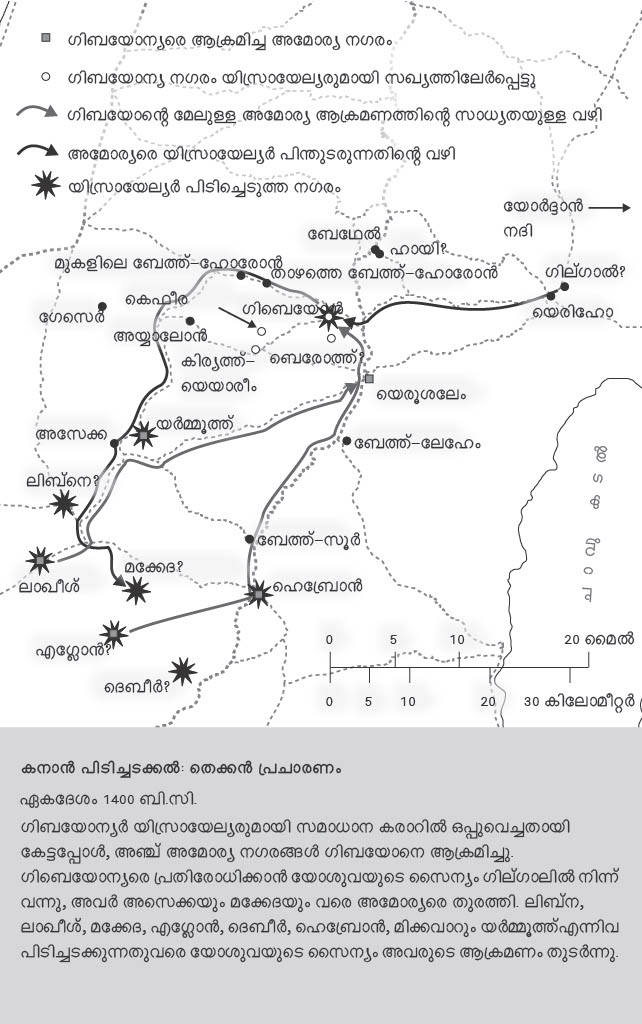 ഗിബയോന്യരെ ആക്രമിച്ച അമോര്യ നഗരം
ഗിബയോന്യ നഗരം യിസ്രായേല്യരുമായി സഖ്യത്തിലേർപ്പെട്ടു
ഗിബയോന്റെ മേലുള്ള അമോര്യ ആക്രമണത്തിന്റെ സാധ്യതയുള്ള വഴി
അമോര്യരെ യിസ്രായേല്യർ പിന്തുടരുന്നതിന്റെ വഴി
യിസ്രായേല്യർ പിടിച്ചെടുത്ത നഗരം
യോർദ്ദാൻ
നദി
ബേഥേൽ
ഹായി?
മുകളിലെ ബേത്ത്-ഹോരോൻ
താഴത്തെ ബേത്ത്-ഹോരോൻ
ഗില്ഗാൽ?
കെഫീര
ഗിബെയോൻ
യെരിഹോ
ഗേസെർ
അയ്യാലോൻ
കിര്യത്ത്-
യെയാരീം
ബെരോത്ത്?
യെരൂശലേം
യർമ്മൂത്ത്
അസേക്ക
ബേത്ത്-ലേഹേം
ലിബ്നെ?
ചാവു കടൽ
ബേത്ത്-സൂർ
മക്കേദ?
ലാഖീശ്
ഹെബ്രോൻ
എഗ്ലോൻ?
ദെബീർ?
0 5 10 20 മൈൽ
0 5 10 20 30 കിലോമീറ്റർ
കനാൻ പിടിച്ചടക്കൽ: തെക്കൻ പ്രചാരണം
ഏകദേശം 1400 ബി.സി.
ഗിബയോന്യർ യിസ്രായേല്യരുമായി സമാധാന കരാറിൽ ഒപ്പുവെച്ചതായി
കേട്ടപ്പോൾ, അഞ്ച് അമോര്യ നഗരങ്ങൾ ഗിബയോനെ ആക്രമിച്ചു.
ഗിബെയോന്യരെ പ്രതിരോധിക്കാൻ യോശുവയുടെ സൈന്യം ഗില്ഗാലിൽ നിന്ന്
വന്നു, അവർ അസെക്കയും മക്കേദയും വരെ അമോര്യരെ തുരത്തി. ലിബ്ന,
ലാഖീശ്, മക്കേദ, എഗ്ലോൻ, ദെബീർ, ഹെബ്രോൻ, മിക്കവാറും യർമ്മൂത്ത്എന്നിവ
പിടിച്ചടക്കുന്നതുവരെ യോശുവയുടെ സൈന്യം അവരുടെ ആക്രമണം തുടർന്നു.